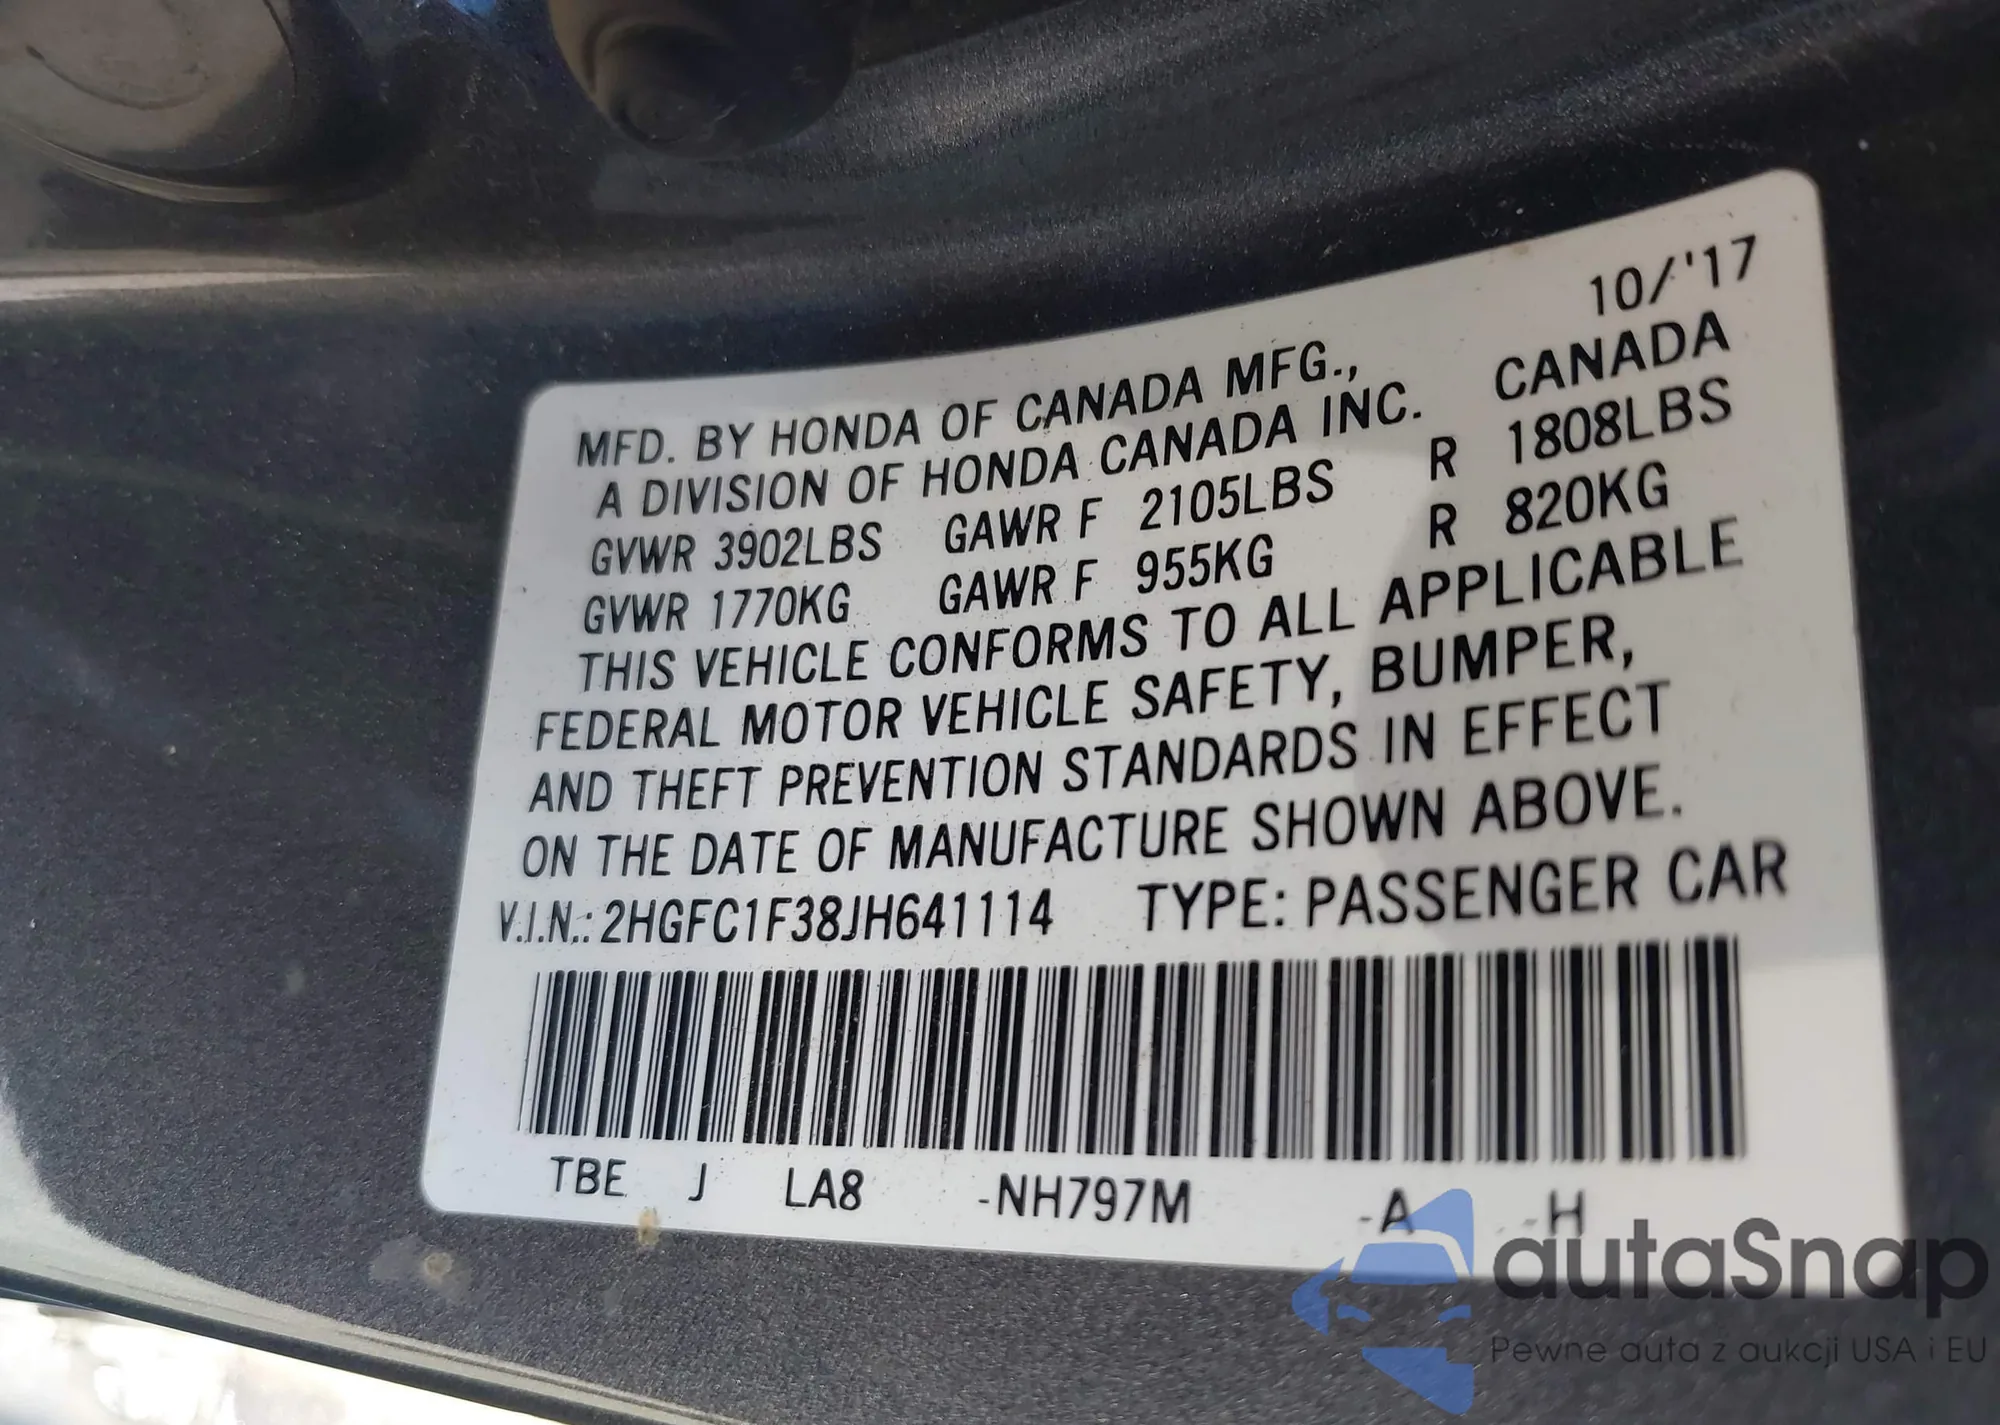 10/'17
MFD. BY HONDA OF CANADA MFG.,
A DIVISION OF HONDA CANADA INC. CANADA
GVWR 3902LBS GAWR F 2105LBS R 1808LBS
GVWR 1770KG GAWR F 955KG R 820KG
THIS VEHICLE CONFORMS TO ALL APPLICABLE
FEDERAL MOTOR VEHICLE SAFETY, BUMPER,
AND THEFT PREVENTION STANDARDS IN EFFECT
ON THE DATE OF MANUFACTURE SHOWN ABOVE.
V.I.N.: 2HGFC1F38JH641114 TYPE: PASSENGER CAR
TBE J LA8 -NH797M -A -H
autaSnap
Pewne auta z aukcji USA i EU